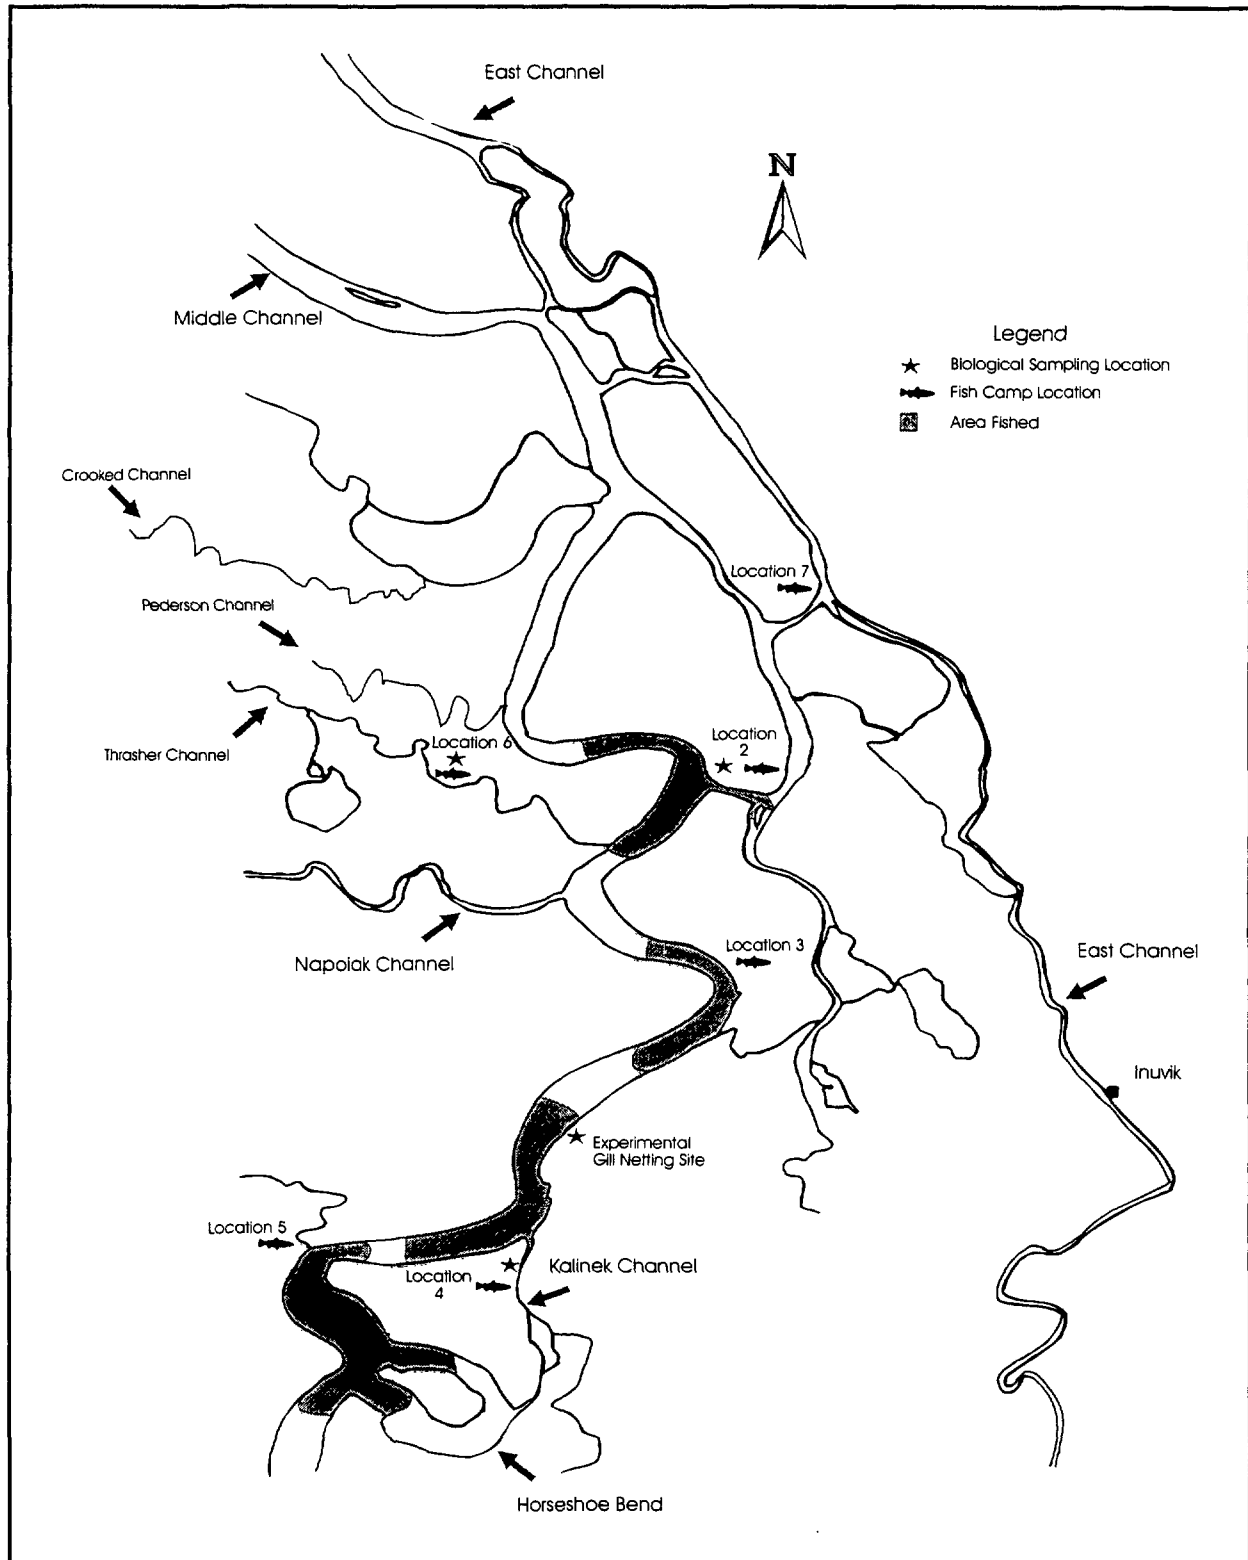 East Channel
N
Middle Channel
Legend
Biological Sampling Location
Fish Camp Location
Area Fished
Crooked Channel
Location 7
Pederson Channel
Thrasher Channel
Location 6
Location
2
Napoiak Channel
Location 3
East Channel
Inuvik
Experimental
Gill Netting Site
Location 5
Location
4
Kalinek Channel
Horseshoe Bend